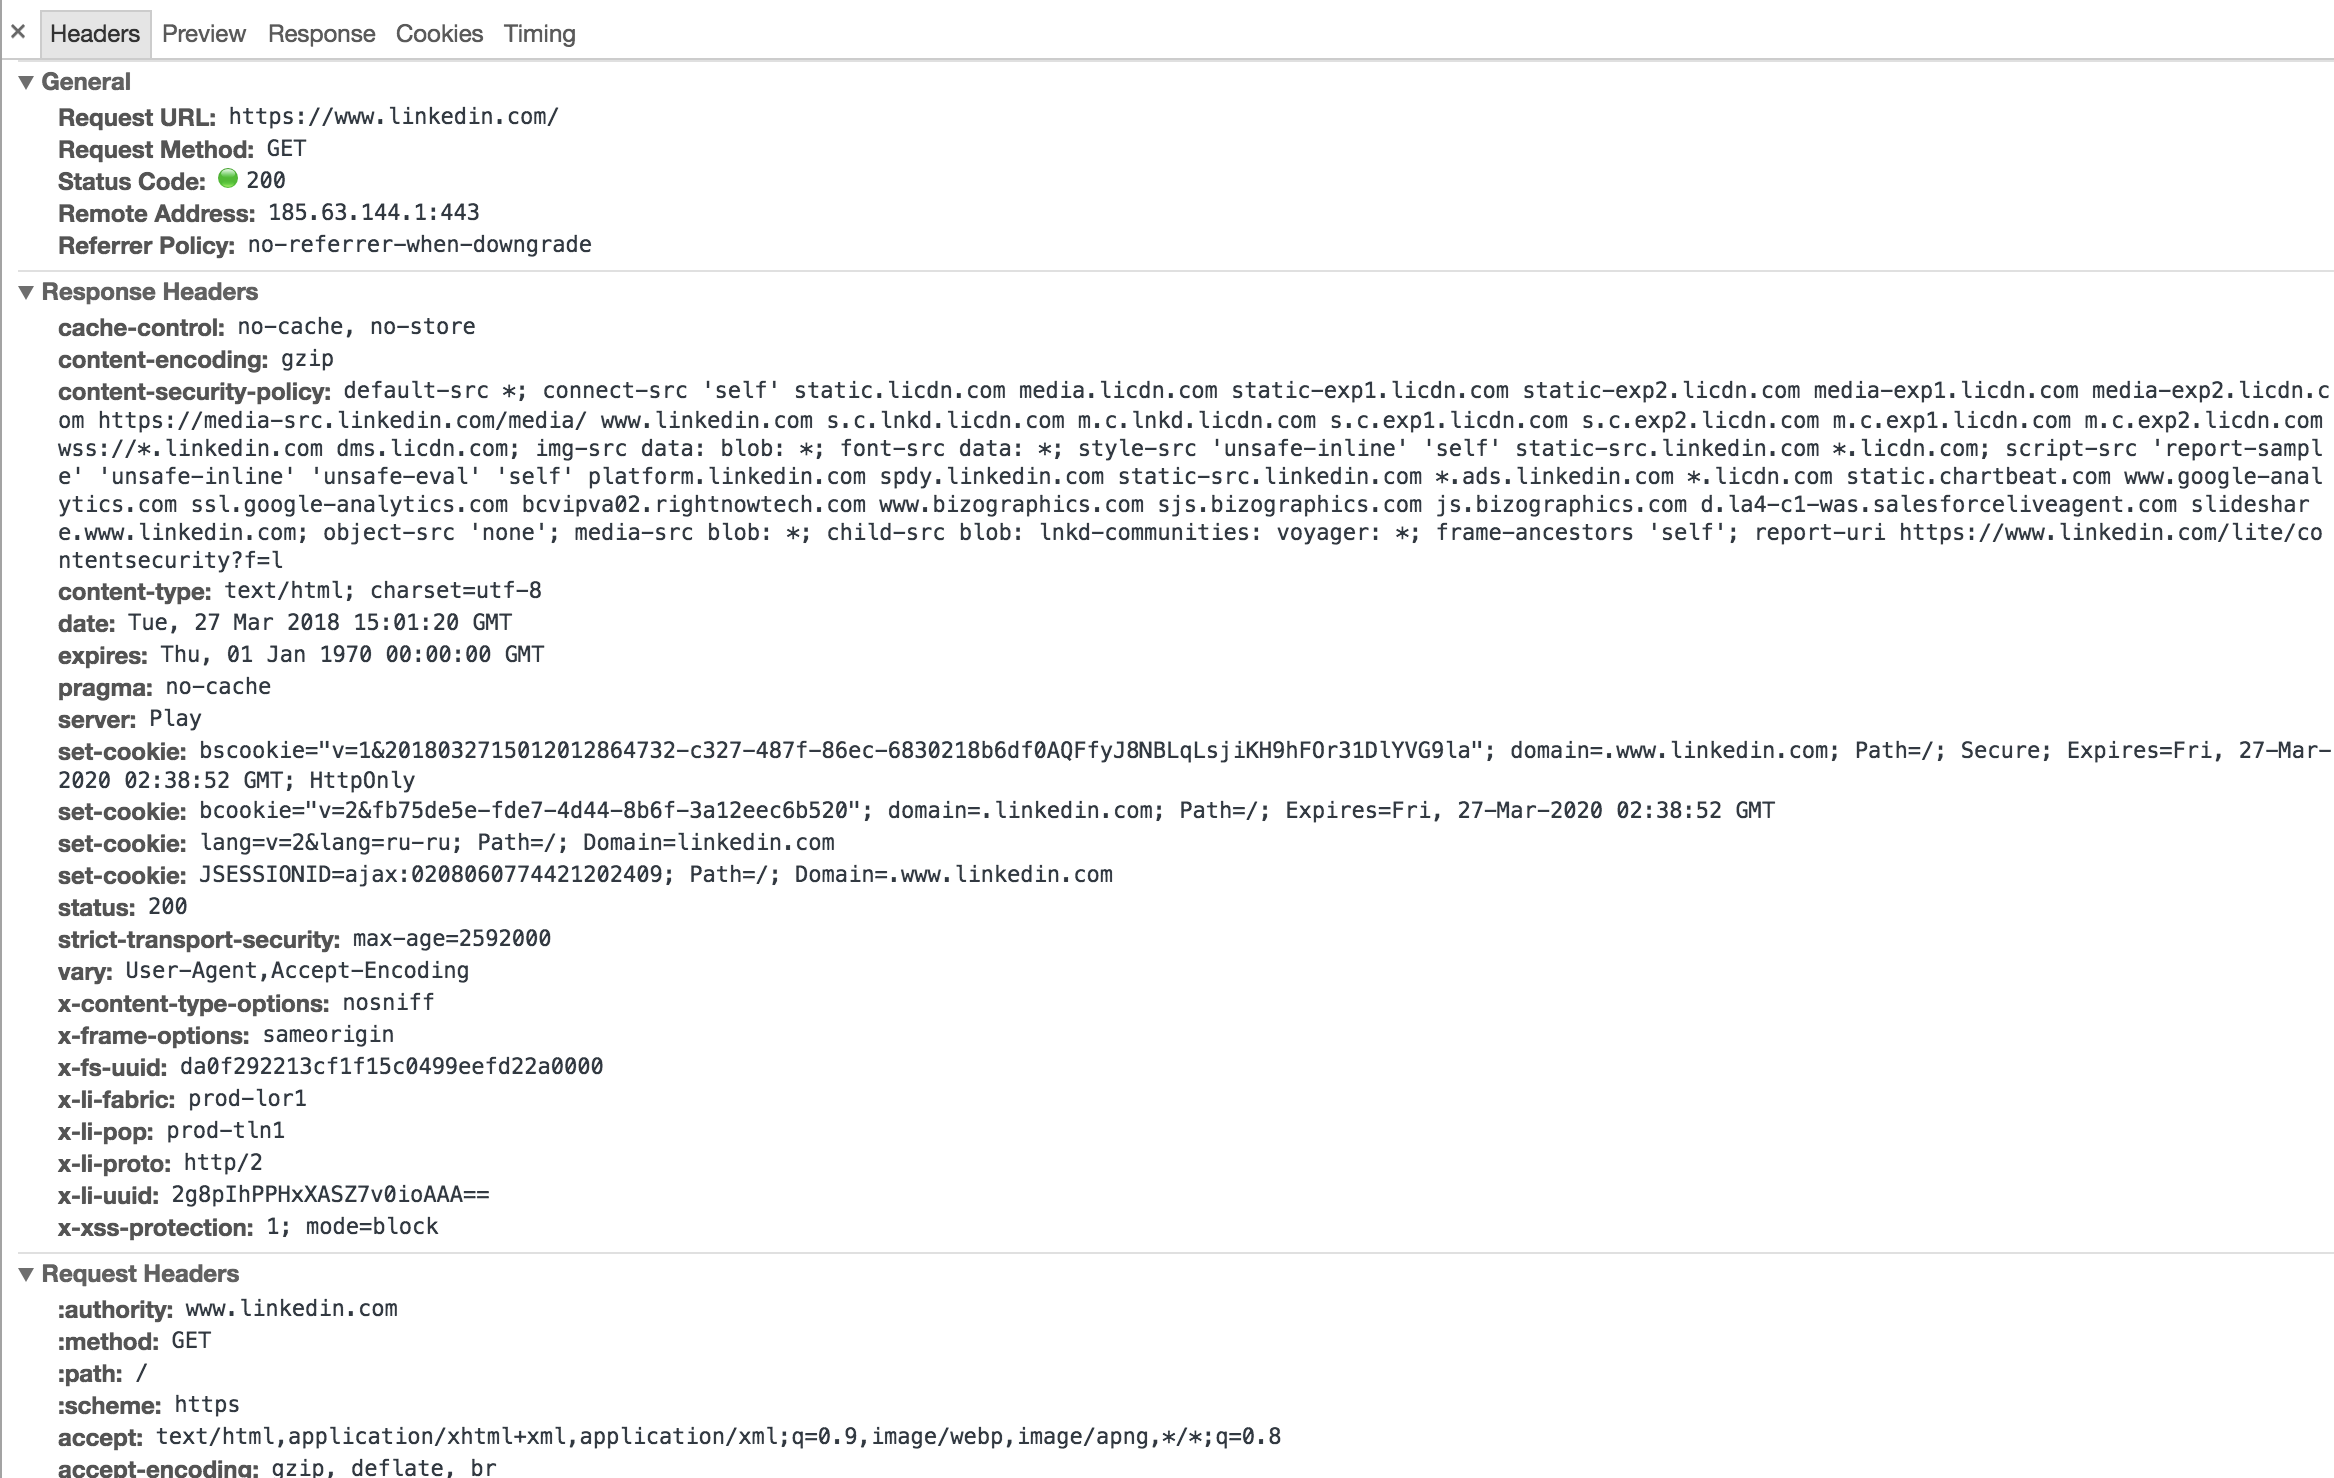 × Headers Preview Response Cookies Timing
▼ General
Request URL: https://www.linkedin.com/
Request Method: GET
Status Code: 200
Remote Address: 185.63.144.1:443
Referrer Policy: no-referrer-when-downgrade
▼ Response Headers
cache-control: no-cache, no-store
content-encoding: gzip
content-security-policy: default-src *; connect-src 'self' static.licdn.com media.licdn.com static-exp1.licdn.com static-exp2.licdn.com media-exp1.licdn.com media-exp2.licdn.c
om https://media-src.linkedin.com/media/ www.linkedin.com s.c.lnkd.licdn.com m.c.lnkd.licdn.com s.c.exp1.licdn.com s.c.exp2.licdn.com m.c.exp1.licdn.com m.c.exp2.licdn.com
wss://*.linkedin.com dms.licdn.com; img-src data: blob: *; font-src data: *; style-src 'unsafe-inline' 'self' static-src.linkedin.com *.licdn.com; script-src 'report-sampl
e' 'unsafe-inline' 'unsafe-eval' 'self' platform.linkedin.com spdy.linkedin.com static-src.linkedin.com *.ads.linkedin.com *.licdn.com static.chartbeat.com www.google-anal
ytics.com ssl.google-analytics.com bcvipva02.rightnowtech.com www.bizographics.com sjs.bizographics.com js.bizographics.com d.la4-c1-was.salesforceliveagent.com slideshar
e.www.linkedin.com; object-src 'none'; media-src blob: *; child-src blob: lnkd-communities: voyager: *; frame-ancestors 'self'; report-uri https://www.linkedin.com/lite/co
ntentsecurity?f=l
content-type: text/html; charset=utf-8
date: Tue, 27 Mar 2018 15:01:20 GMT
expires: Thu, 01 Jan 1970 00:00:00 GMT
pragma: no-cache
server: Play
set-cookie: bscookie="v=1&20180327150120128647​32-c327-487f-86ec-6830218b6df0AQFfyJ8NBLqLsjiKH9hFOr31DlYVG9la"; domain=.www.linkedin.com; Path=/; Secure; Expires=Fri, 27-Mar-
2020 02:38:52 GMT; HttpOnly
set-cookie: bcookie="v=2&fb75de5e-fde7-4d44-8b6f-3a12eec6b520"; domain=.linkedin.com; Path=/; Expires=Fri, 27-Mar-2020 02:38:52 GMT
set-cookie: lang=v=2&lang=ru-ru; Path=/; Domain=linkedin.com
set-cookie: JSESSIONID=ajax:0208060774421202409; Path=/; Domain=.www.linkedin.com
status: 200
strict-transport-security: max-age=2592000
vary: User-Agent,Accept-Encoding
x-content-type-options: nosniff
x-frame-options: sameorigin
x-fs-uuid: da0f292213cf1f15c0499eefd22a0000
x-li-fabric: prod-lor1
x-li-pop: prod-tln1
x-li-proto: http/2
x-li-uuid: 2g8pIhPPHxXASZ7v0ioAAA==
x-xss-protection: 1; mode=block
▼ Request Headers
:authority: www.linkedin.com
:method: GET
:path: /
:scheme: https
accept: text/html,application/xhtml+xml,application/xml;q=0.9,image/webp,image/apng,*/*;q=0.8
accept-encoding: gzip, deflate, br